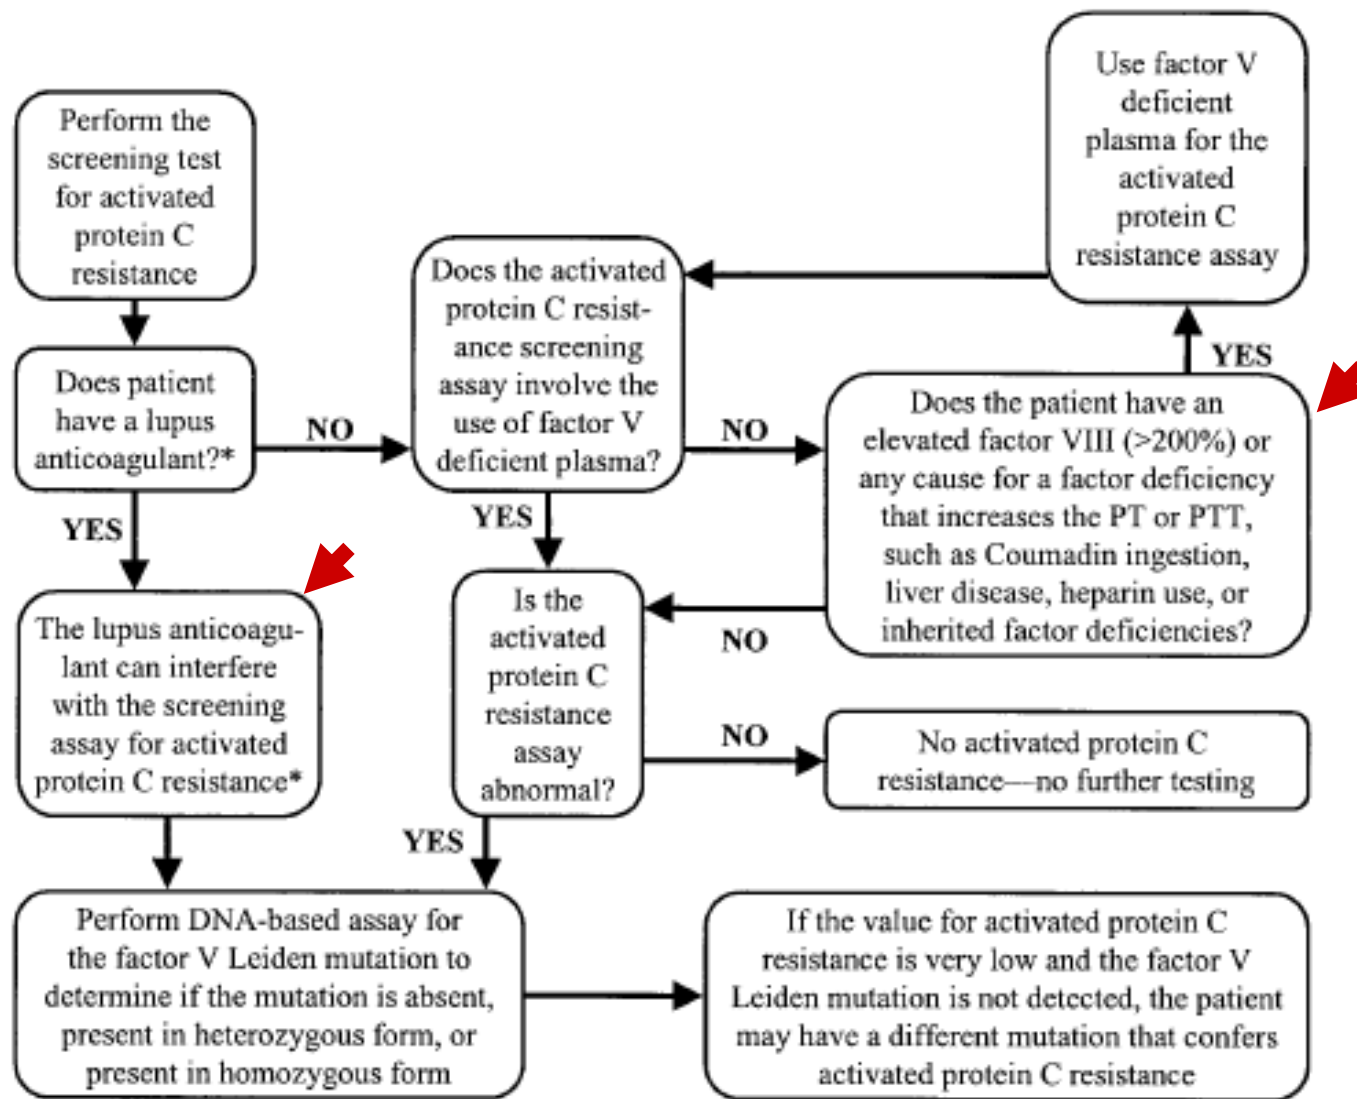 Perform the
screening test
for activated
protein C
resistance
Does patient
have a lupus
anticoagulant?*
NO
YES
The lupus anticoagu-
lant can interfere
with the screening
assay for activated
protein C resistance*
Does the activated
protein C resist-
ance screening
assay involve the
use of factor V
deficient plasma?
NO
YES
Use factor V
deficient
plasma for the
activated
protein C
resistance assay
YES
Does the patient have an
elevated factor VIII (>200%) or
any cause for a factor deficiency
that increases the PT or PTT,
such as Coumadin ingestion,
liver disease, heparin use, or
inherited factor deficiencies?
NO
Is the
activated
protein C
resistance
assay
abnormal?
NO
No activated protein C
resistance—no further testing
YES
Perform DNA-based assay for
the factor V Leiden mutation to
determine if the mutation is absent,
present in heterozygous form, or
present in homozygous form
If the value for activated protein C
resistance is very low and the factor V
Leiden mutation is not detected, the patient
may have a different mutation that confers
activated protein C resistance